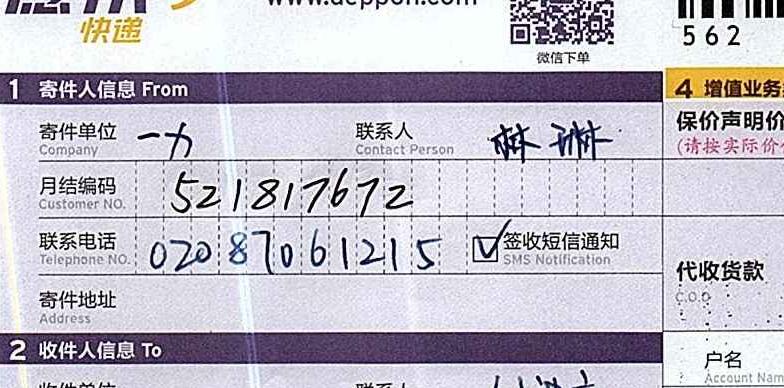 快递
www.deppon.com
微信下单
562
1 寄件人信息 From
4 增值业务
寄件单位 一力 联系人 林琳
Company Contact Person
保价声明价
(请按实际价
月结编码 521817672
Customer NO.
联系电话 02087061215 签收短信通知
Telephone NO. SMS Notification
代收货款
C.O.D
寄件地址
Address
2 收件人信息 To
户名
Account Nam